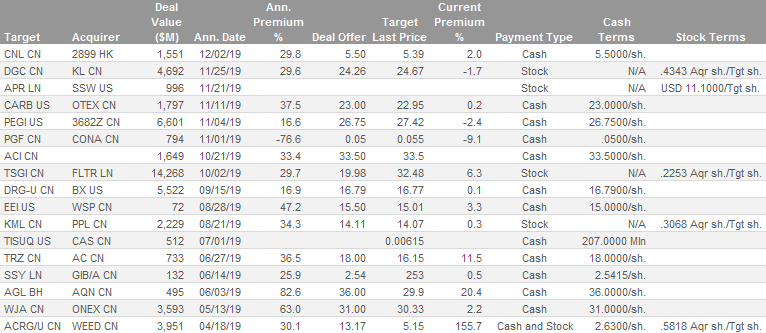 Deal Ann. Target Current
Value Premium Last Price Premium Cash
Target Acquirer ($M) Ann. Date % Deal Offer % Payment Type Terms Stock Terms
CNL CN 2899 HK 1,551 12/02/19 29.8 5.50 5.39 2.0 Cash 5.5000/sh.
DGC CN KL CN 4,692 11/25/19 29.6 24.26 24.67 -1.7 Stock N/A .4343 Aqr sh./Tgt sh.
APR LN SSW US 996 11/21/19 Stock N/A USD 11.1000/Tgt sh.
CARB US OTEX CN 1,797 11/11/19 37.5 23.00 22.95 0.2 Cash 23.0000/sh.
PEGI US 3682Z CN 6,601 11/04/19 16.6 26.75 27.42 -2.4 Cash 26.7500/sh.
PGF CN CONA CN 794 11/01/19 -76.6 0.05 0.055 -9.1 Cash .0500/sh.
ACI CN 1,649 10/21/19 33.4 33.50 33.5 Cash 33.5000/sh.
TSGI CN FLTR LN 14,268 10/02/19 29.7 19.98 32.48 6.3 Stock N/A .2253 Aqr sh./Tgt sh.
DRG-U CN BX US 5,522 09/15/19 16.9 16.79 16.77 0.1 Cash 16.7900/sh.
EEI US WSP CN 72 08/28/19 47.2 15.50 15.01 3.3 Cash 15.0000/sh.
KML CN PPL CN 2,229 08/21/19 34.3 14.11 14.07 0.3 Stock N/A .3068 Aqr sh./Tgt sh.
TISUQ US CAS CN 512 07/01/19 0.00615 Cash 207.0000 Mln
TRZ CN AC CN 733 06/27/19 36.5 18.00 16.15 11.5 Cash 18.0000/sh.
SSY LN GIB/A CN 132 06/14/19 25.9 2.54 253 0.5 Cash 2.5415/sh.
AGL BH AQN CN 495 06/03/19 82.6 36.00 29.9 20.4 Cash 36.0000/sh.
WJA CN ONEX CN 3,593 05/13/19 63.0 31.00 30.33 2.2 Cash 31.0000/sh.
ACRG/U CN WEED CN 3,951 04/18/19 30.1 13.17 5.15 155.7 Cash and Stock 2.6300/sh. .5818 Aqr sh./Tgt sh.